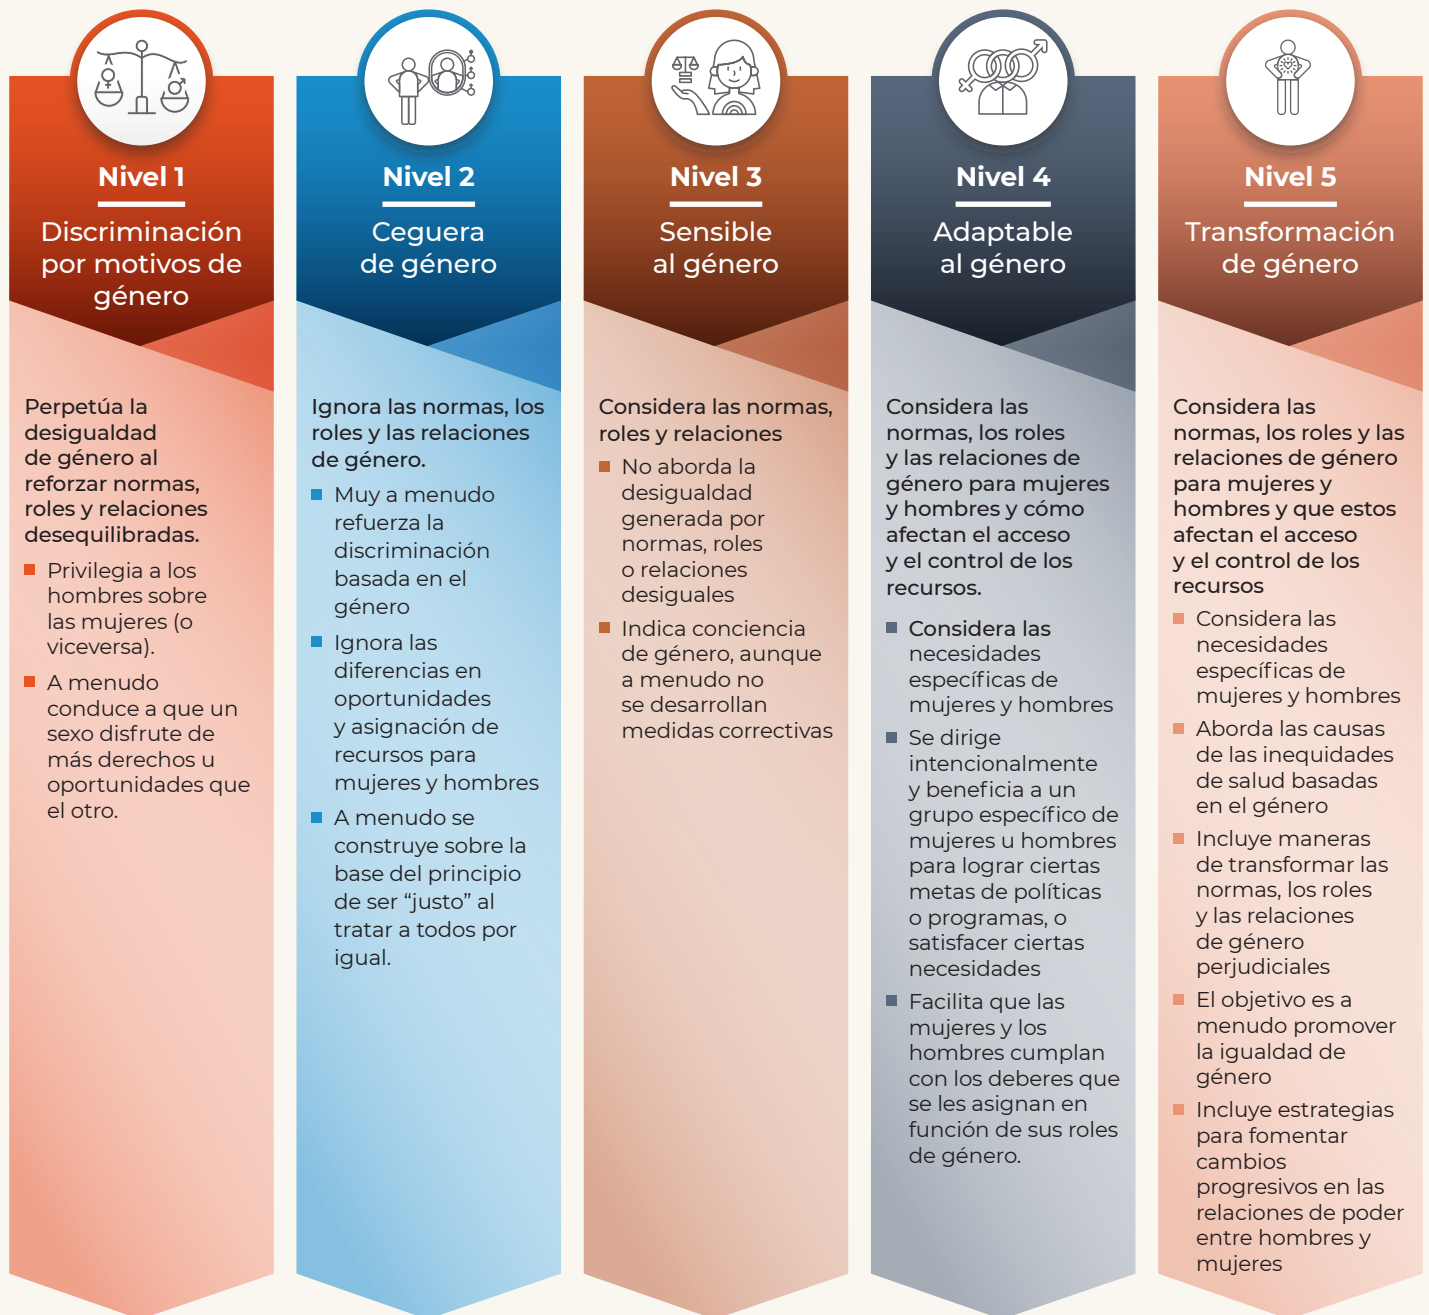 Nivel 1
Discriminación
por motivos de
género
Perpetúa la
desigualdad
de género al
reforzar normas,
roles y relaciones
desequilibradas.
Privilegia a los
hombres sobre
las mujeres (o
viceversa).
A menudo
conduce a que un
sexo disfrute de
más derechos u
oportunidades que
el otro.
Nivel 2
Ceguera
de género
Ignora las normas, los
roles y las relaciones
de género.
Muy a menudo
refuerza la
discriminación
basada en el
género
Ignora las
diferencias en
oportunidades
y asignación de
recursos para
mujeres y hombres
A menudo se
construye sobre la
base del principio
de ser “justo” al
tratar a todos por
igual.
Nivel 3
Sensible
al género
Considera las normas,
roles y relaciones
No aborda la
desigualdad
generada por
normas, roles
o relaciones
desiguales
Indica conciencia
de género, aunque
a menudo no
se desarrollan
medidas correctivas
Nivel 4
Adaptable
al género
Considera las
normas, los roles
y las relaciones de
género para mujeres
y hombres y cómo
afectan el acceso
y el control de los
recursos.
Considera las
necesidades
específicas de
mujeres y hombres
Se dirige
intencionalmente
y beneficia a un
grupo específico de
mujeres u hombres
para lograr ciertas
metas de políticas
o programas, o
satisfacer ciertas
necesidades
Facilita que las
mujeres y los
hombres cumplan
con los deberes que
se les asignan en
función de sus roles
de género.
Nivel 5
Transformación
de género
Considera las
normas, los roles y las
relaciones de género
para mujeres y
hombres y que estos
afectan el acceso
y el control de los
recursos
Considera las
necesidades
específicas de
mujeres y hombres
Aborda las causas
de las inequidades
de salud basadas
en el género
Incluye maneras
de transformar las
normas, los roles
y las relaciones
de género
perjudiciales
El objetivo es a
menudo promover
la igualdad de
género
Incluye estrategias
para fomentar
cambios
progresivos en las
relaciones de poder
entre hombres y
mujeres